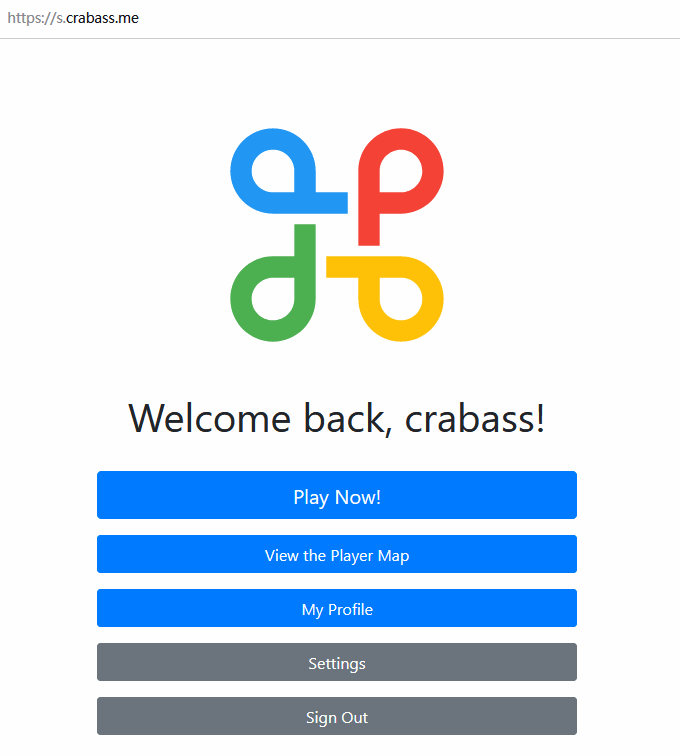 https://s.crabass.me
Welcome back, crabass!
Play Now!
View the Player Map
My Profile
Settings
Sign Out